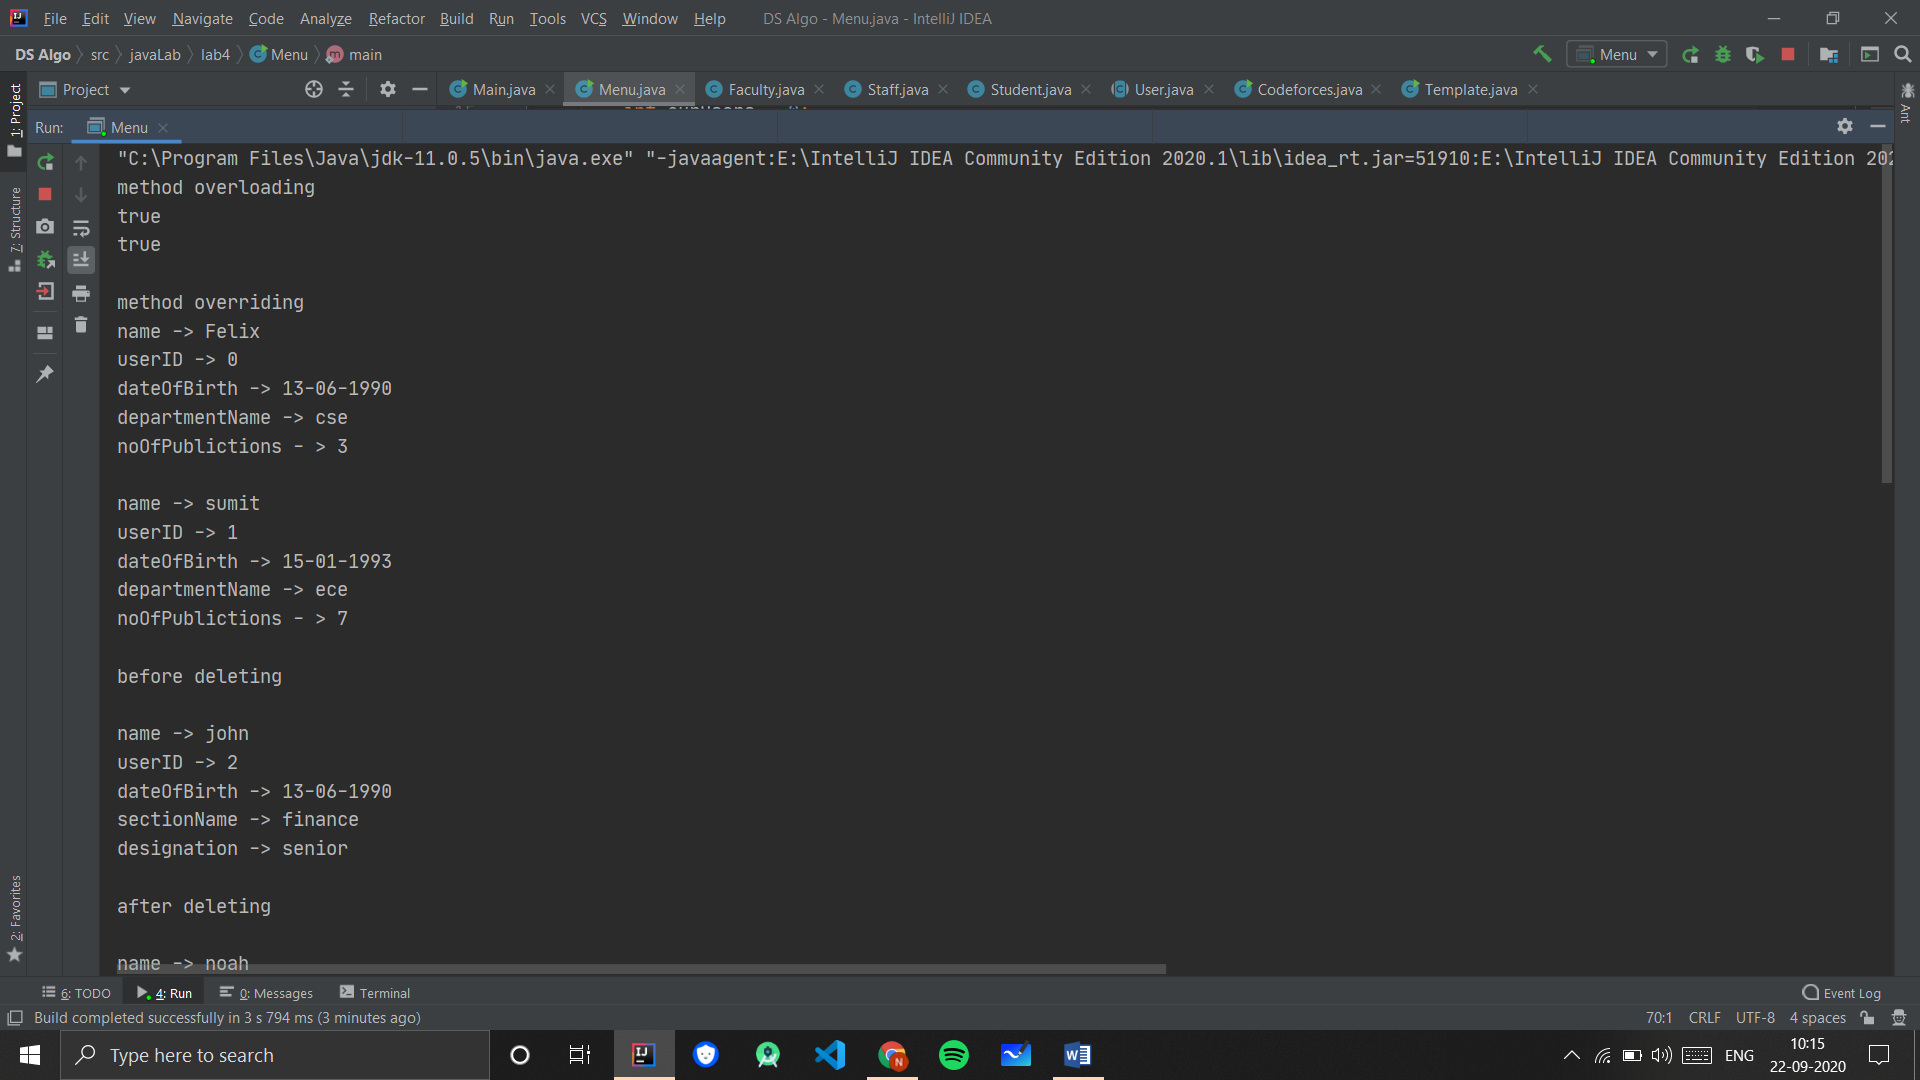 File Edit View Navigate Code Analyze Refactor Build Run Tools VCS Window Help DS Algo - Menu.java - IntelliJ IDEA
DS Algo src javaLab lab4 Menu main Menu
Project Main.java Menu.java Faculty.java Staff.java Student.java User.java Codeforces.java Template.java
Run: Menu
1: Project
7: Structure
2: Favorites
Ant
"C:\Program Files\Java\jdk-11.0.5\bin\java.exe" "-javaagent:E:\IntelliJ IDEA Community Edition 2020.1\lib\idea_rt.jar=51910:E:\IntelliJ IDEA Community Edition 202
method overloading
true
true
method overriding
name -> Felix
userID -> 0
dateOfBirth -> 13-06-1990
departmentName -> cse
noOfPublictions - > 3
name -> sumit
userID -> 1
dateOfBirth -> 15-01-1993
departmentName -> ece
noOfPublictions - > 7
before deleting
name -> john
userID -> 2
dateOfBirth -> 13-06-1990
sectionName -> finance
designation -> senior
after deleting
name -> noah
6: TODO 4: Run 0: Messages Terminal Event Log
Build completed successfully in 3 s 794 ms (3 minutes ago) 70:1 CRLF UTF-8 4 spaces
Type here to search ENG 10:15
22-09-2020